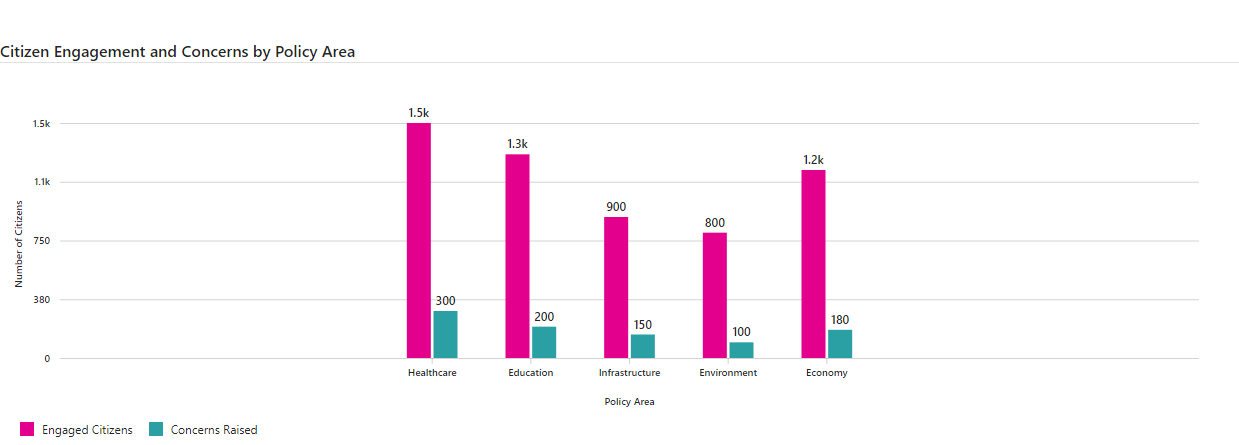 Citizen Engagement and Concerns by Policy Area
1.5k
1.1k
750
380
0
Number of Citizens
1.5k
300
1.3k
200
900
150
800
100
1.2k
180
Healthcare
Education
Infrastructure
Environment
Economy
Policy Area
Engaged Citizens
Concerns Raised